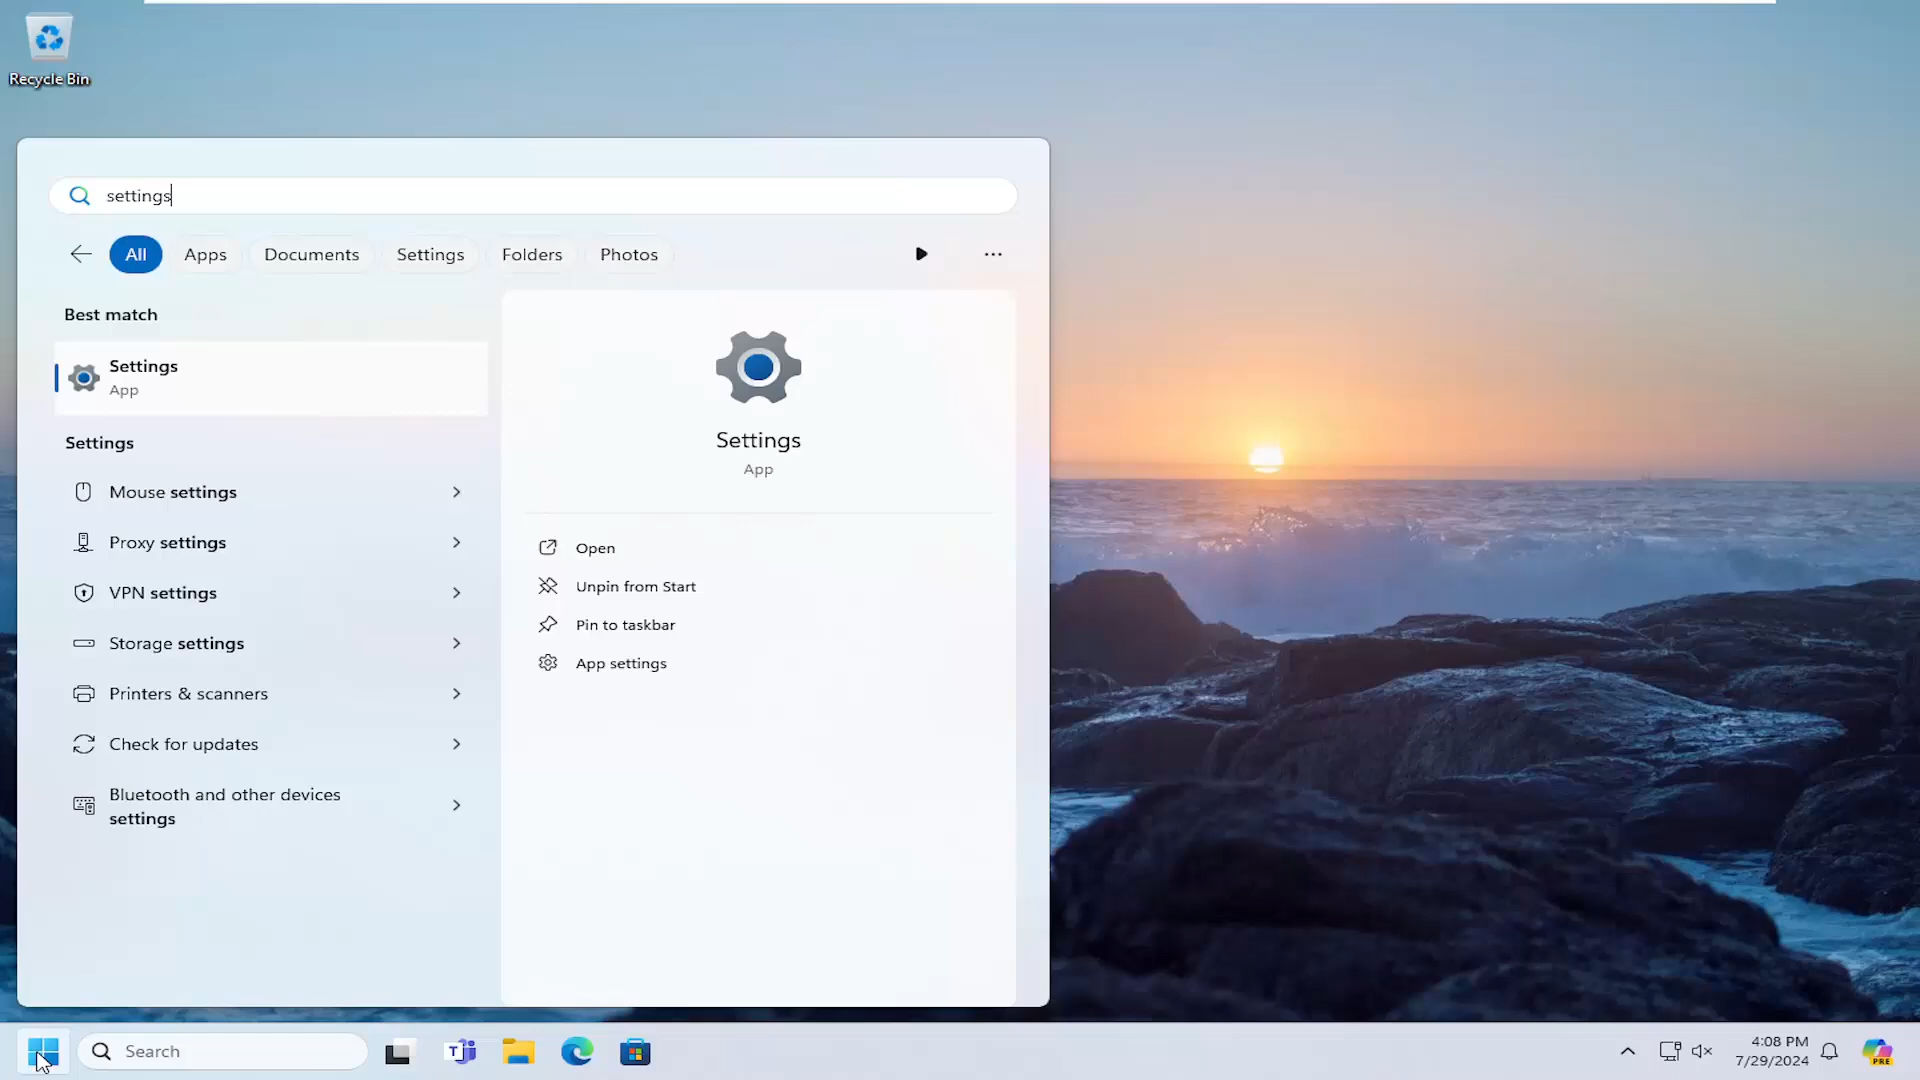 Recycle Bin
settings
All Apps Documents Settings Folders Photos
Best match
Settings
App
Settings
Mouse settings
Proxy settings
VPN settings
Storage settings
Printers & scanners
Check for updates
Bluetooth and other devices
settings
Settings
App
Open
Unpin from Start
Pin to taskbar
App settings
Search
T
4:08 PM
7/29/2024
PRE